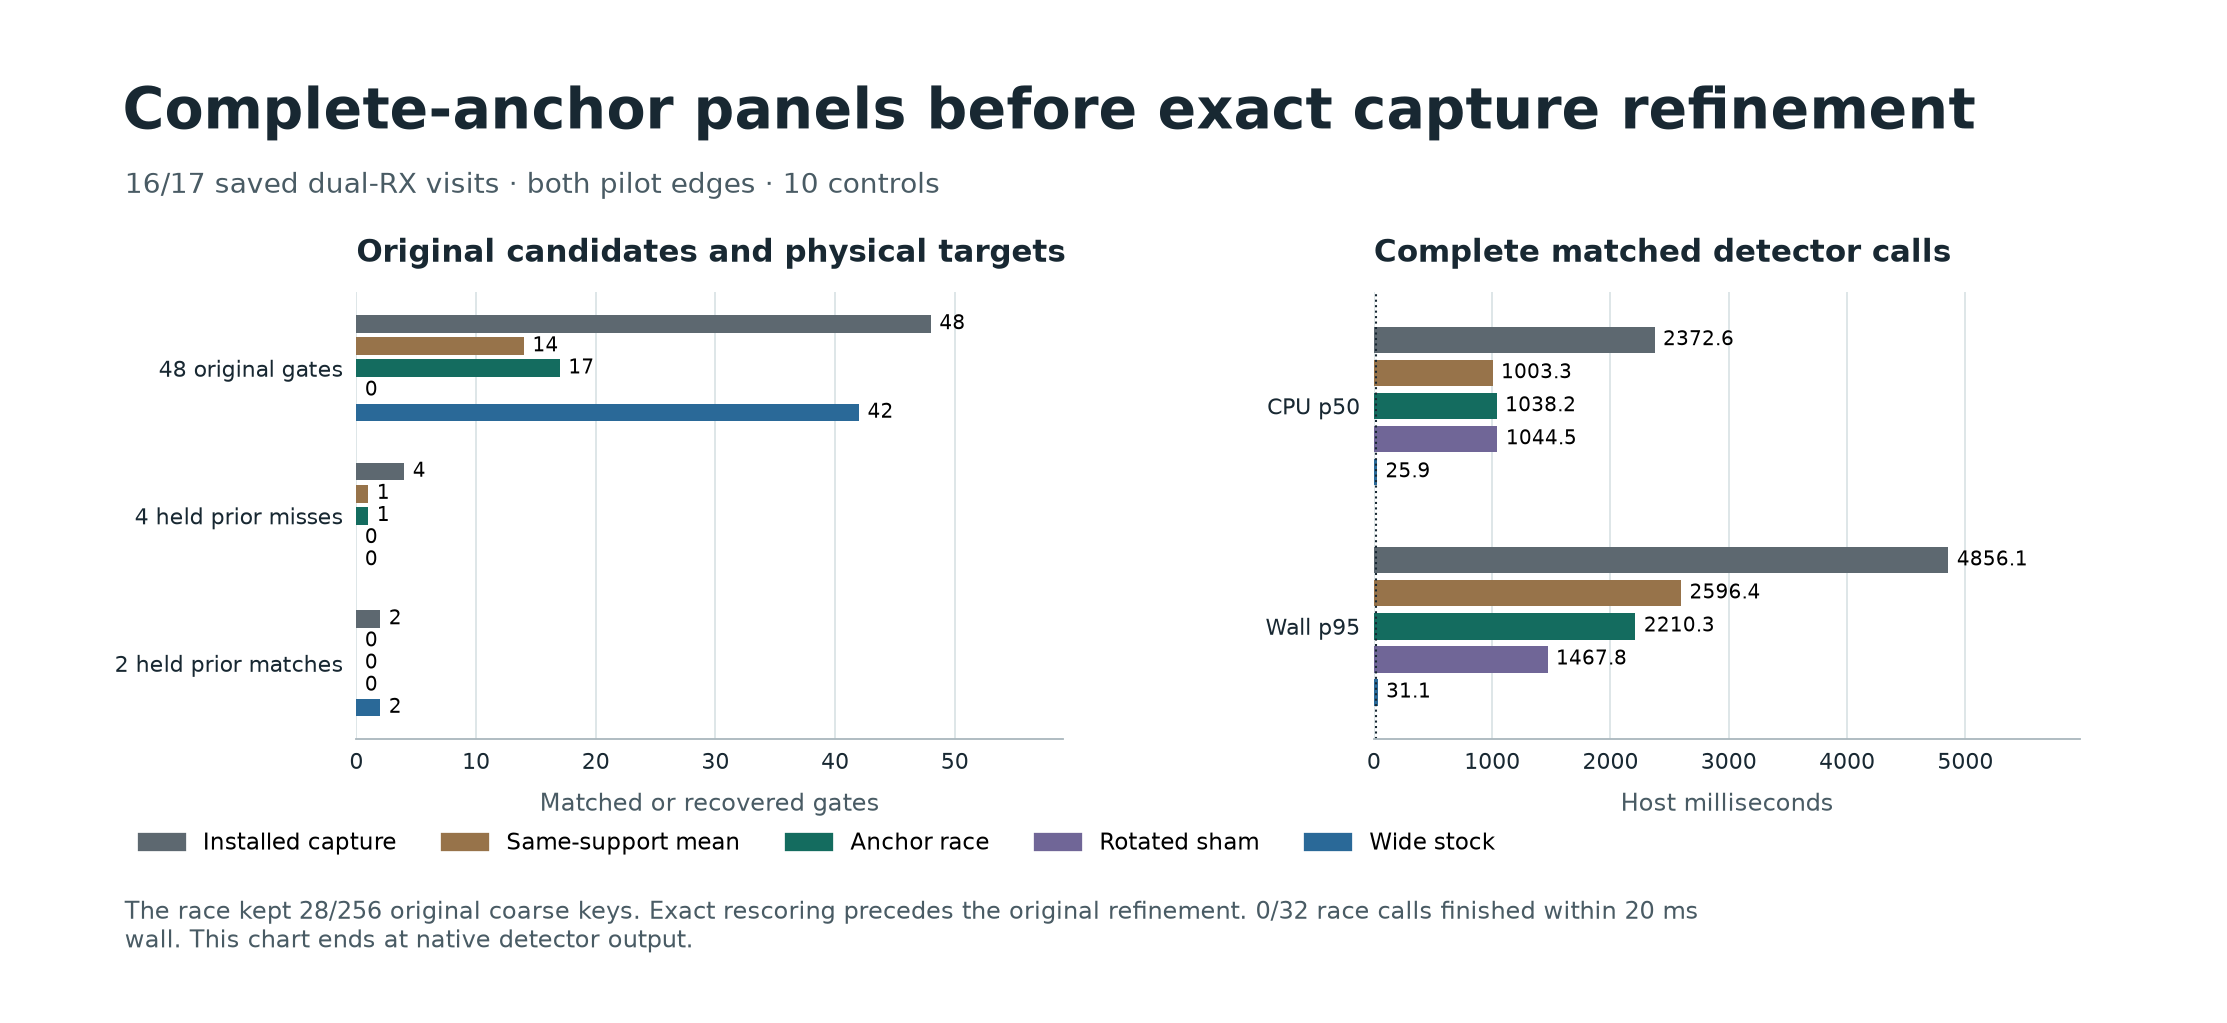 Complete-anchor panels before exact capture refinement
16/17 saved dual-RX visits · both pilot edges · 10 controls
Original candidates and physical targets
48 original gates
48
14
17
0
42
4 held prior misses
4
1
1
0
0
2 held prior matches
2
0
0
0
2
0 10 20 30 40 50
Matched or recovered gates
Complete matched detector calls
CPU p50
2372.6
1003.3
1038.2
1044.5
25.9
Wall p95
4856.1
2596.4
2210.3
1467.8
31.1
0 1000 2000 3000 4000 5000
Host milliseconds
Installed capture Same-support mean Anchor race Rotated sham Wide stock
The race kept 28/256 original coarse keys. Exact rescoring precedes the original refinement. 0/32 race calls finished within 20 ms
wall. This chart ends at native detector output.